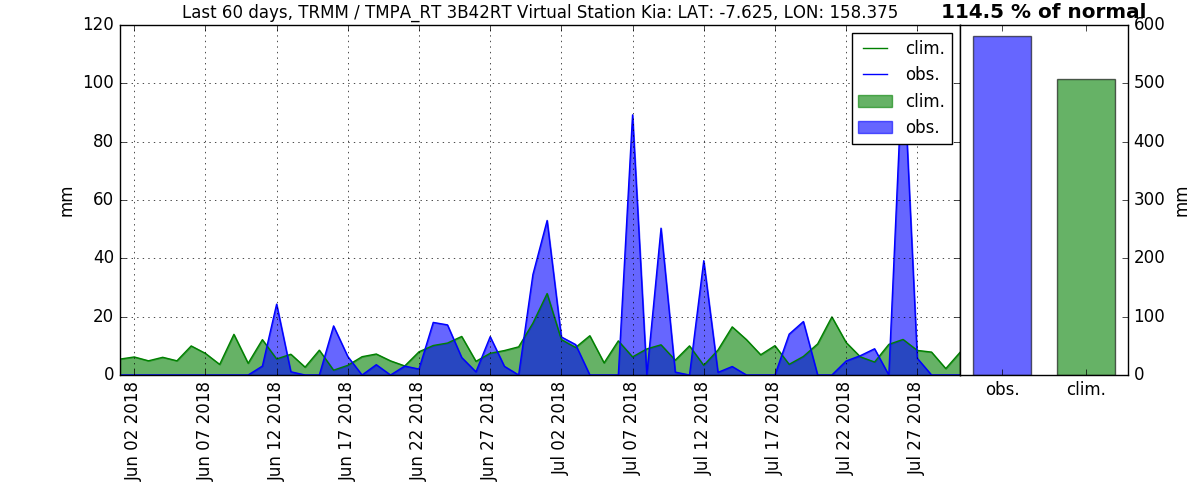 Last 60 days, TRMM / TMPA_RT 3B42RT Virtual Station Kia: LAT: -7.625, LON: 158.375
114.5 % of normal
120
100
80
60
40
20
0
mm
clim.
obs.
clim.
obs.
600
500
400
300
200
100
0
mm
Jun 02 2018
Jun 07 2018
Jun 12 2018
Jun 17 2018
Jun 22 2018
Jun 27 2018
Jul 02 2018
Jul 07 2018
Jul 12 2018
Jul 17 2018
Jul 22 2018
Jul 27 2018
obs.
clim.